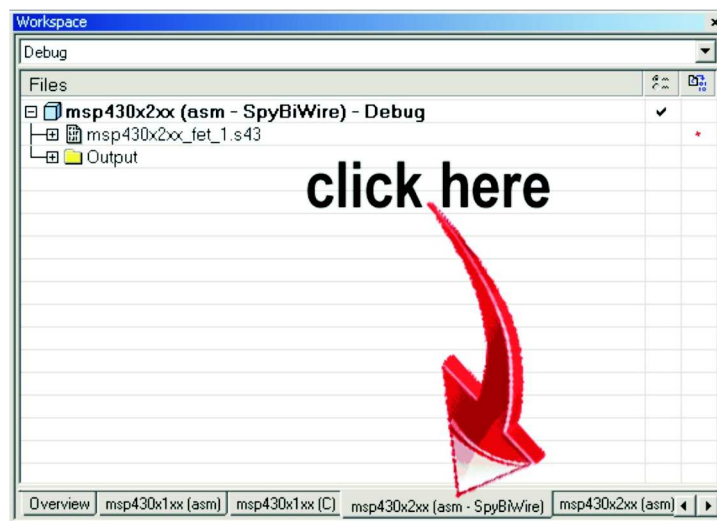 Workspace
Debug
Files
msp430x2xx (asm - SpyBiWire) - Debug
msp430x2xx_fet_1.s43
Output
click here
Overview msp430x1xx (asm) msp430x1xx (C) msp430x2xx (asm - SpyBiWire) msp430x2xx (asm)